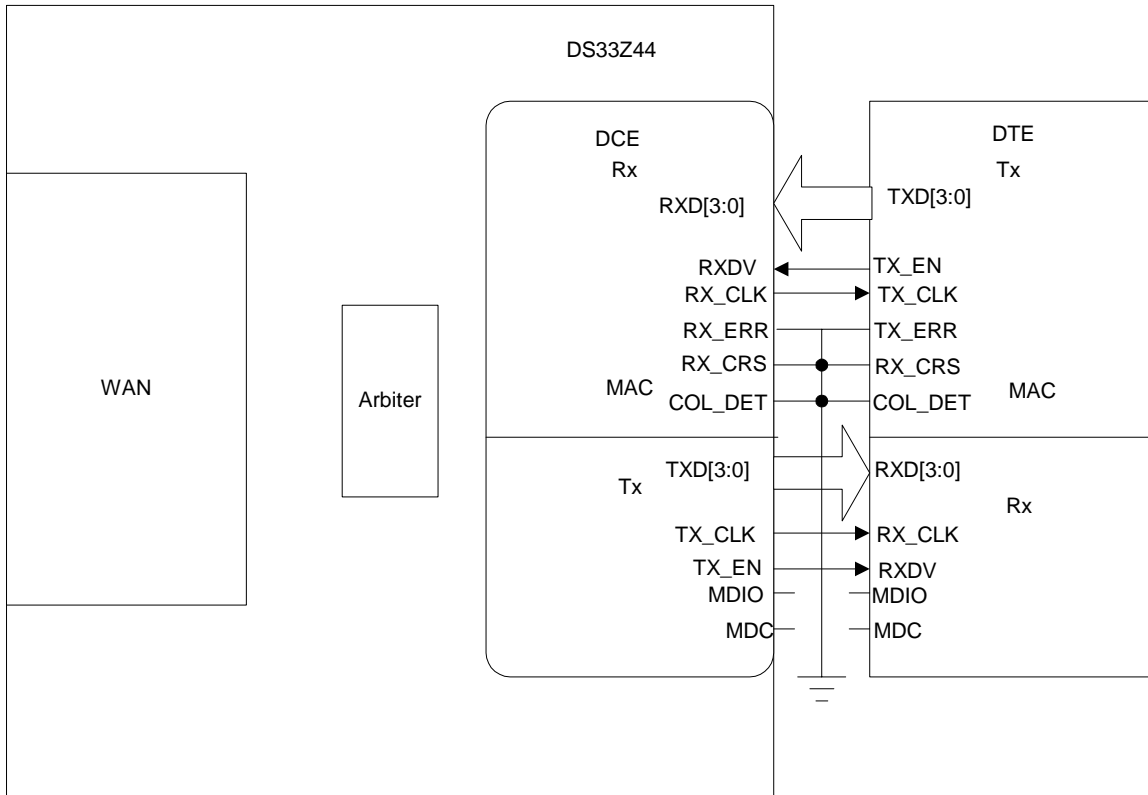 DS33Z44
DCE
DTE
Rx
Tx
RXD[3:0]
TXD[3:0]
RXDV
TX_EN
RX_CLK
TX_CLK
RX_ERR
TX_ERR
RX_CRS
RX_CRS
WAN
Arbiter
MAC
MAC
COL_DET
COL_DET
Tx
TXD[3:0]
RXD[3:0]
Rx
TX_CLK
RX_CLK
TX_EN
RXDV
MDIO
MDIO
MDC
MDC